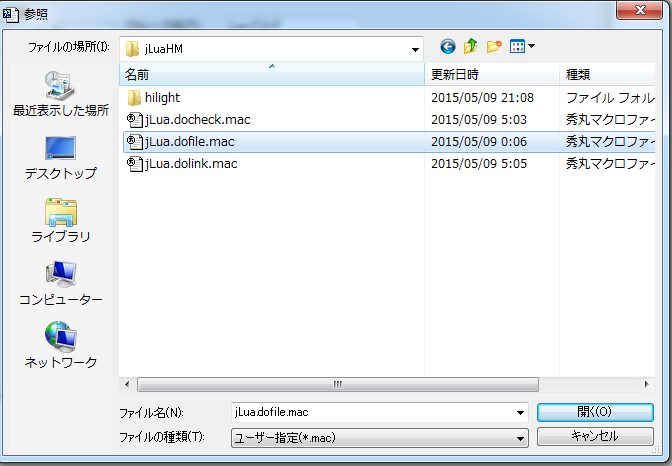 参照
ファイルの場所(I):
jLuaHM
最近表示した場所
デスクトップ
ライブラリ
コンピューター
ネットワーク
名前 更新日時 種類
hilight 2015/05/09 21:08 ファイル フォル
jLua.docheck.mac 2015/05/09 5:03 秀丸マクロファイ
jLua.dofile.mac 2015/05/09 0:06 秀丸マクロファイ
jLua.dolink.mac 2015/05/09 5:05 秀丸マクロファイ
ファイル名(N): jLua.dofile.mac 開く(O)
ファイルの種類(T): ユーザー指定(*.mac) キャンセル